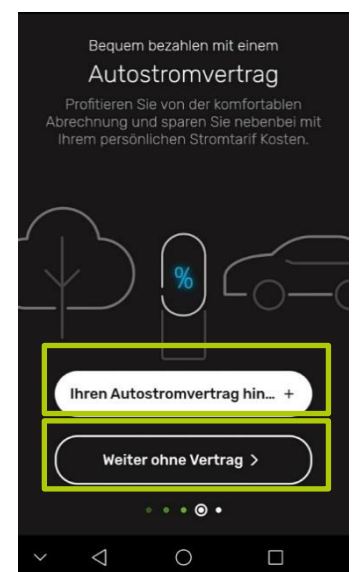 Bequem bezahlen mit einem
Autostromvertrag
Profitieren Sie von der komfortablen
Abrechnung und sparen Sie nebenbei mit
Ihrem persönlichen Stromtarif Kosten.
%
Ihren Autostromvertrag hin... +
Weiter ohne Vertrag >